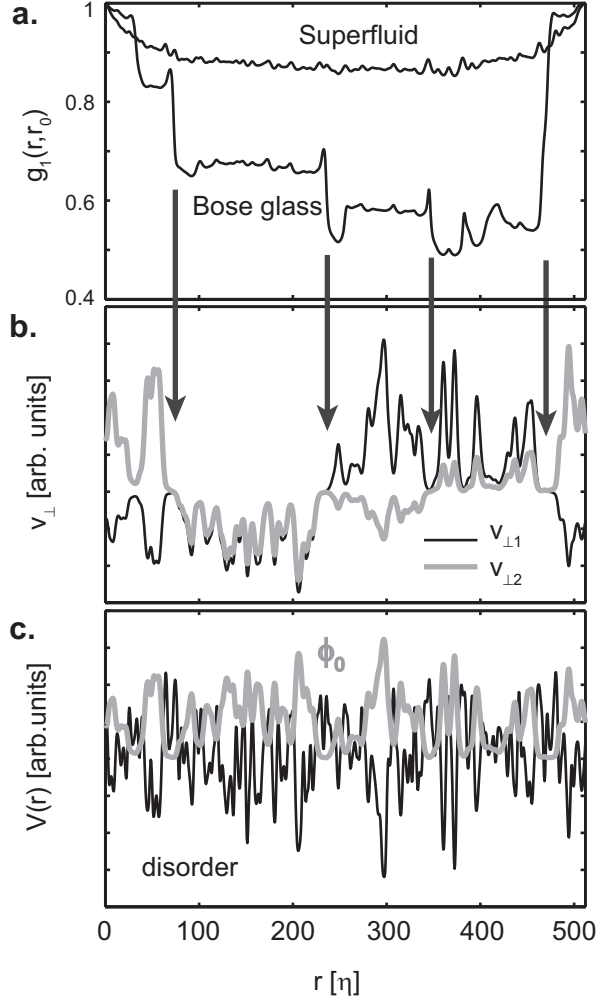 a.
1
Superfluid
0.8
g₁(r,r₀)
0.6
Bose glass
0.4
b.
v⊥ [arb. units]
v⊥1
v⊥2
c.
ϕ₀
V(r) [arb.units]
disorder
0 100 200 300 400 500
r [η]